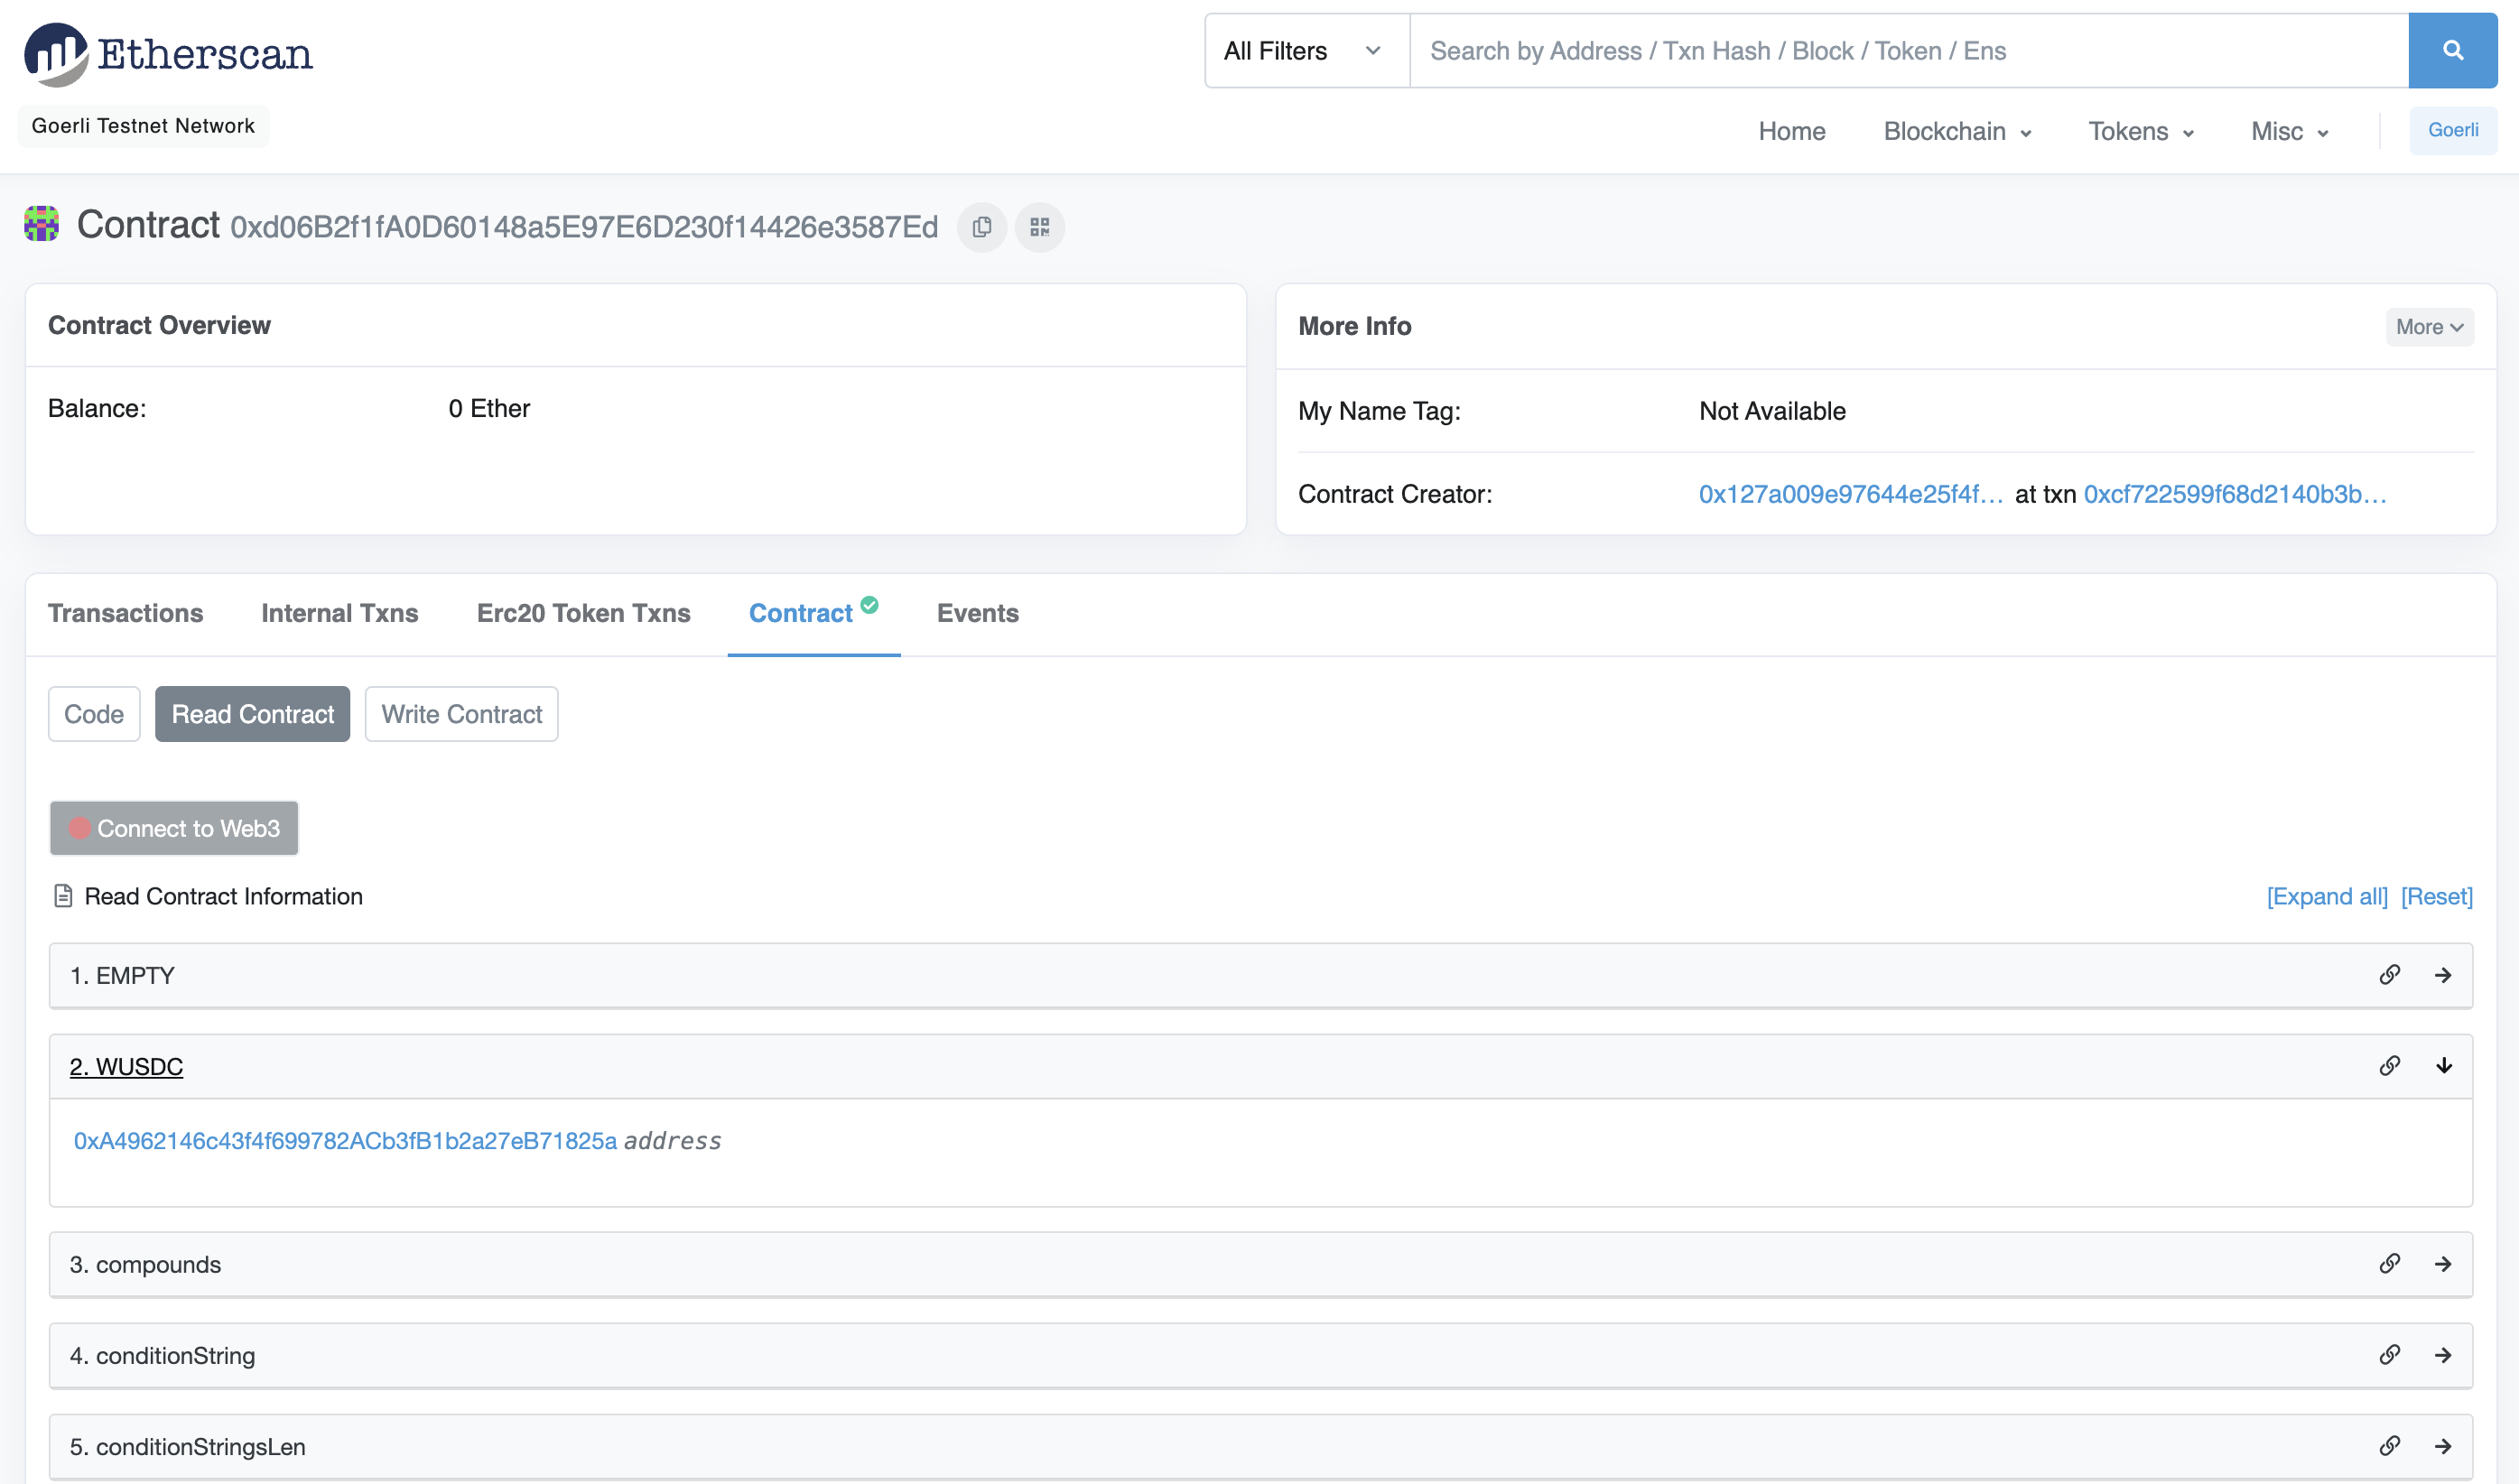 Etherscan
All Filters
Search by Address / Txn Hash / Block / Token / Ens
Goerli Testnet Network
Home
Blockchain
Tokens
Misc
Goerli
Contract 0xd06B2f1fA0D60148a5E97E6D230f14426e3587Ed
Contract Overview
Balance:
0 Ether
More Info
More
My Name Tag:
Not Available
Contract Creator:
0x127a009e97644e25f4f... at txn 0xcf722599f68d2140b3b...
Transactions
Internal Txns
Erc20 Token Txns
Contract
Events
Code
Read Contract
Write Contract
Connect to Web3
Read Contract Information
[Expand all] [Reset]
1. EMPTY
2. WUSDC
0xA4962146c43f4f699782ACb3fB1b2a27eB71825a address
3. compounds
4. conditionString
5. conditionStringsLen